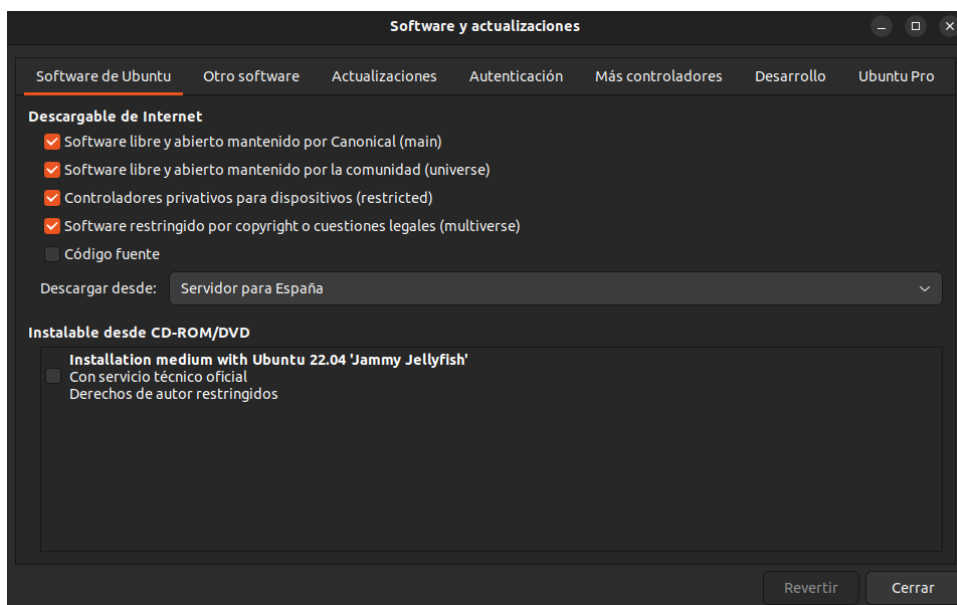 Software y actualizaciones
Software de Ubuntu Otro software Actualizaciones Autenticación Más controladores Desarrollo Ubuntu Pro
Descargable de Internet
Software libre y abierto mantenido por Canonical (main)
Software libre y abierto mantenido por la comunidad (universe)
Controladores privativos para dispositivos (restricted)
Software restringido por copyright o cuestiones legales (multiverse)
Código fuente
Descargar desde: Servidor para España
Instalable desde CD-ROM/DVD
Installation medium with Ubuntu 22.04 'Jammy Jellyfish'
Con servicio técnico oficial
Derechos de autor restringidos
Revertir Cerrar